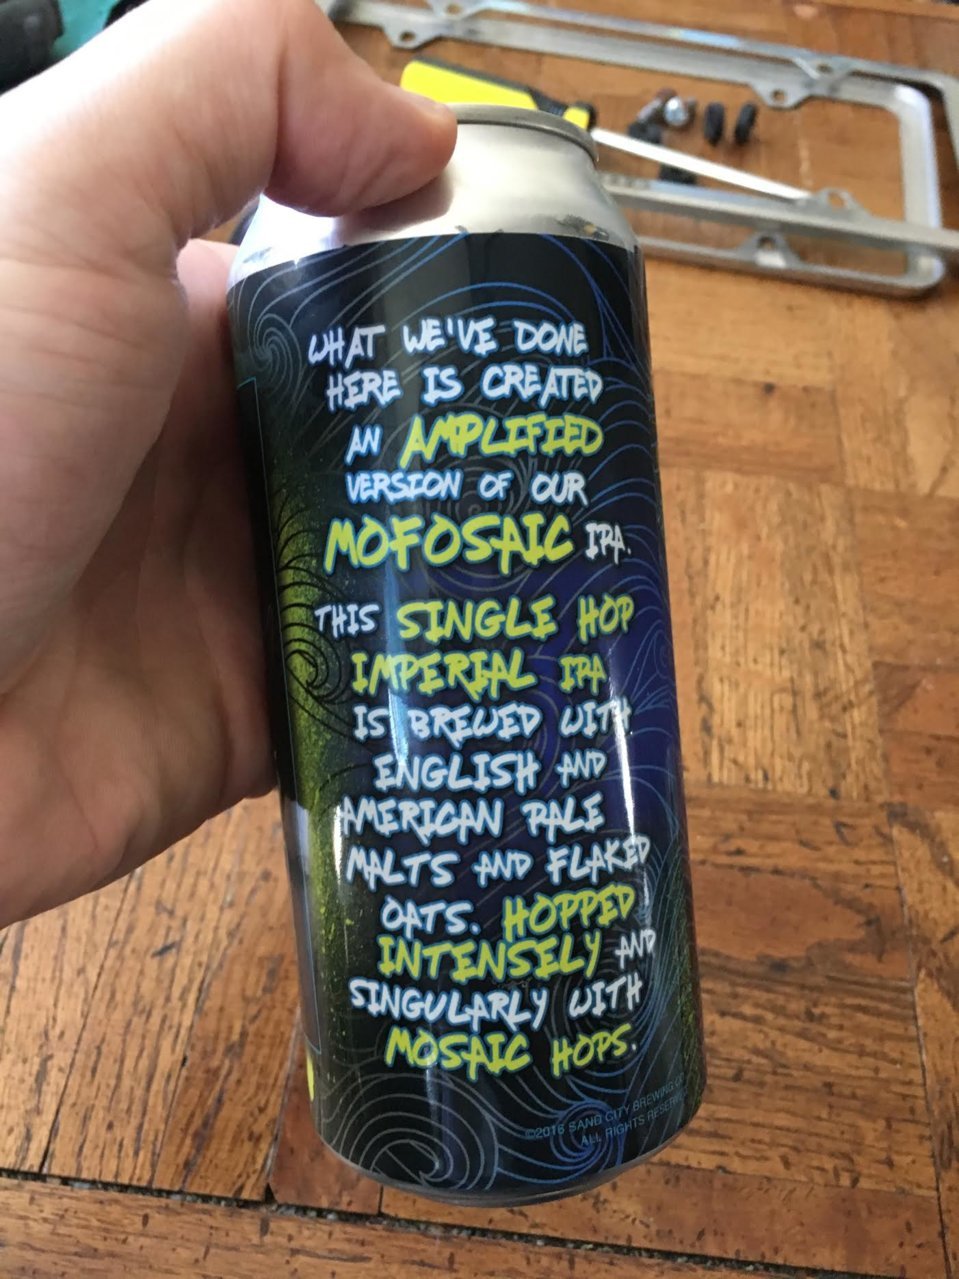 WHAT WE'VE DONE
HERE IS CREATED
AN AMPLIFIED
VERSION OF OUR
MOFOSAIC IPA.
THIS SINGLE HOP
IMPERIAL IPA
IS BREWED WITH
ENGLISH AND
AMERICAN PALE
MALTS AND FLAKED
OATS. HOPPED
INTENSELY AND
SINGULARLY WITH
MOSAIC HOPS.
©2016 SAND CITY BREWING
ALL RIGHTS